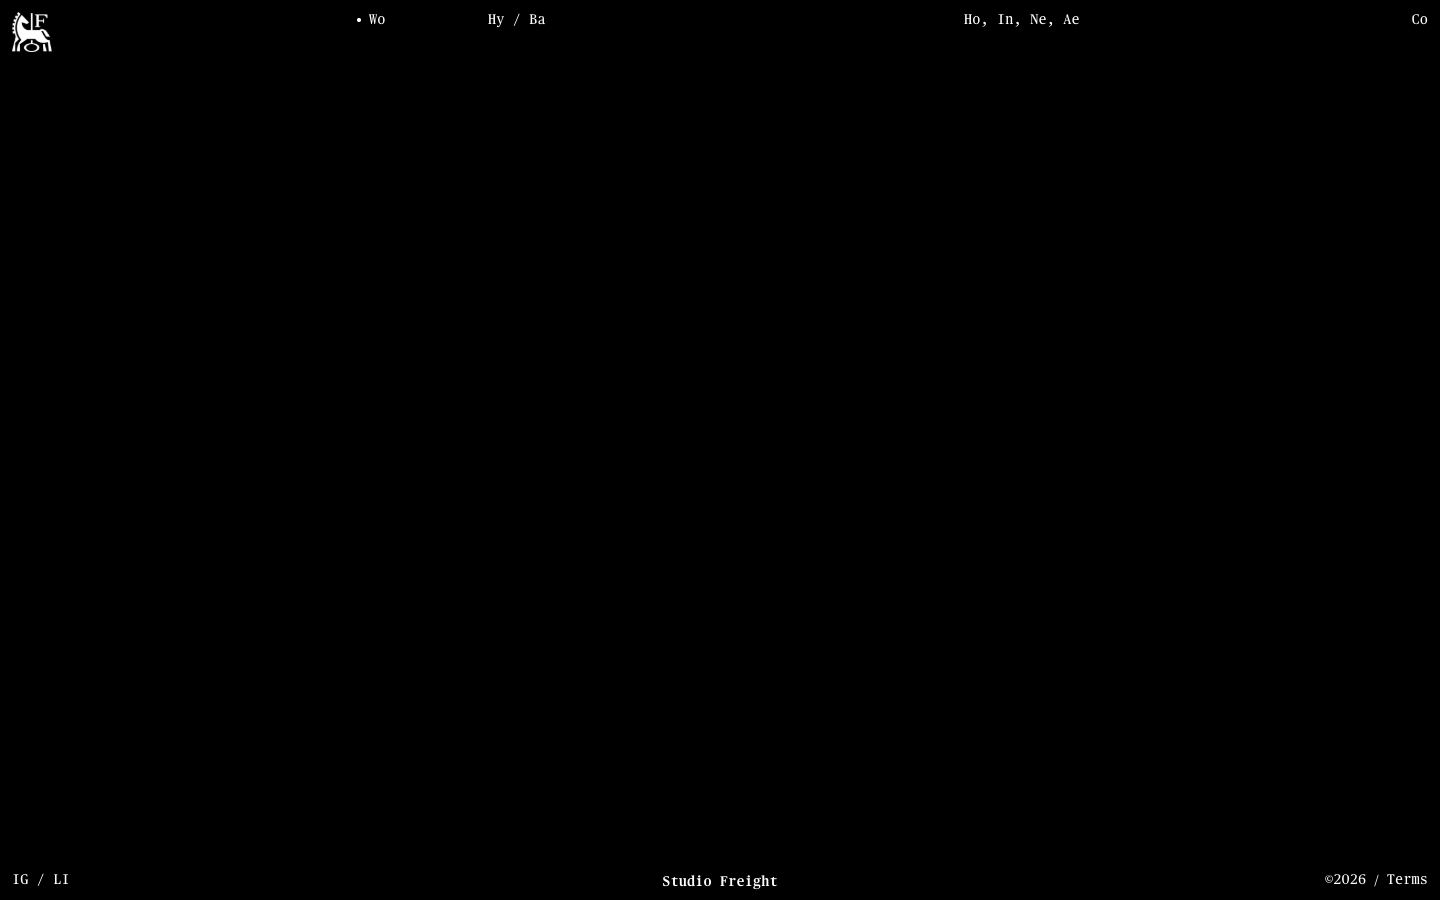 F
• Wo
Hy / Ba
Ho, In, Ne, Ae
Co
IG / LI
Studio Freight
©2026 / Terms